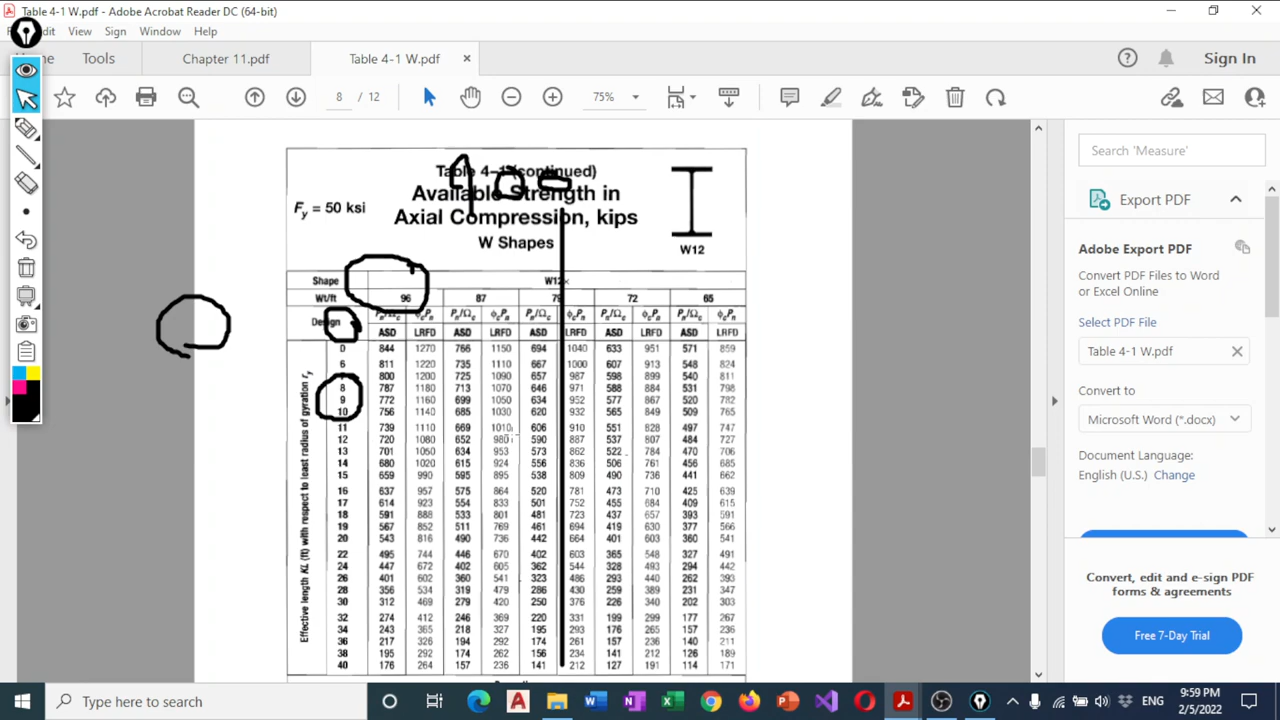 Table 4-1 W.pdf - Adobe Acrobat Reader DC (64-bit)
View Sign Window Help
Tools Chapter 11.pdf Table 4-1 W.pdf × Sign In
8 / 12 75%
Table 4–1 (continued)
Available Strength in
Axial Compression, kips
W Shapes
Fy = 50 ksi
W12
Shape W12×
Wt/ft 96 87 79 72 65
Design Pn/Ωc ϕcPn Pn/Ωc ϕcPn Pn/Ωc ϕcPn Pn/Ωc ϕcPn Pn/Ωc ϕcPn
ASD LRFD ASD LRFD ASD LRFD ASD LRFD ASD LRFD
Effective length KL (ft) with respect to least radius of gyration ry
0 844 1270 766 1150 694 1040 633 951 571 859
6 811 1220 735 1110 667 1000 607 913 548 824
800 1200 725 1090 657 987 598 899 540 811
8 787 1180 713 1070 646 971 588 884 531 798
9 772 1160 699 1050 634 952 577 867 520 782
10 756 1140 685 1030 620 932 565 849 509 765
11 739 1110 669 1010 606 910 551 828 497 747
12 720 1080 652 980 590 887 537 807 484 727
13 701 1050 634 953 573 862 522 784 470 706
14 680 1020 615 924 556 836 506 761 456 685
15 659 990 595 895 538 809 490 736 441 662
16 637 957 575 864 520 781 473 710 425 639
17 614 923 554 833 501 752 455 684 409 615
18 591 888 533 801 481 723 437 657 393 591
19 567 852 511 769 461 694 419 630 377 566
20 543 816 490 736 442 664 401 603 360 541
22 495 744 446 670 402 603 365 548 327 491
24 447 672 402 605 362 544 328 493 294 442
26 401 602 360 541 323 486 293 440 262 393
28 356 534 319 479 286 430 259 389 231 347
30 312 469 279 420 250 376 226 340 202 303
32 274 412 246 369 220 331 199 299 177 267
34 243 365 218 327 195 293 176 265 157 236
36 217 326 194 292 174 261 157 236 140 211
38 195 292 174 262 156 234 141 212 126 189
40 176 264 157 236 141 212 127 191 114 171
Search 'Measure'
Export PDF
Adobe Export PDF
Convert PDF Files to Word
or Excel Online
Select PDF File
Table 4-1 W.pdf
Convert to
Microsoft Word (*.docx)
Document Language:
English (U.S.) Change
Convert, edit and e-sign PDF
forms & agreements
Free 7-Day Trial
Type here to search
ENG
9:59 PM
2/5/2022